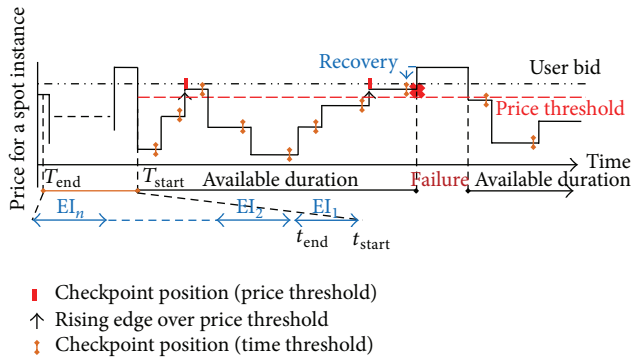 Recovery
User bid
Price threshold
Price for a spot instance
Time
T_end
T_start
Available duration
Failure
Available duration
EI_n
EI_2
EI_1
t_end
t_start
Checkpoint position (price threshold)
Rising edge over price threshold
Checkpoint position (time threshold)